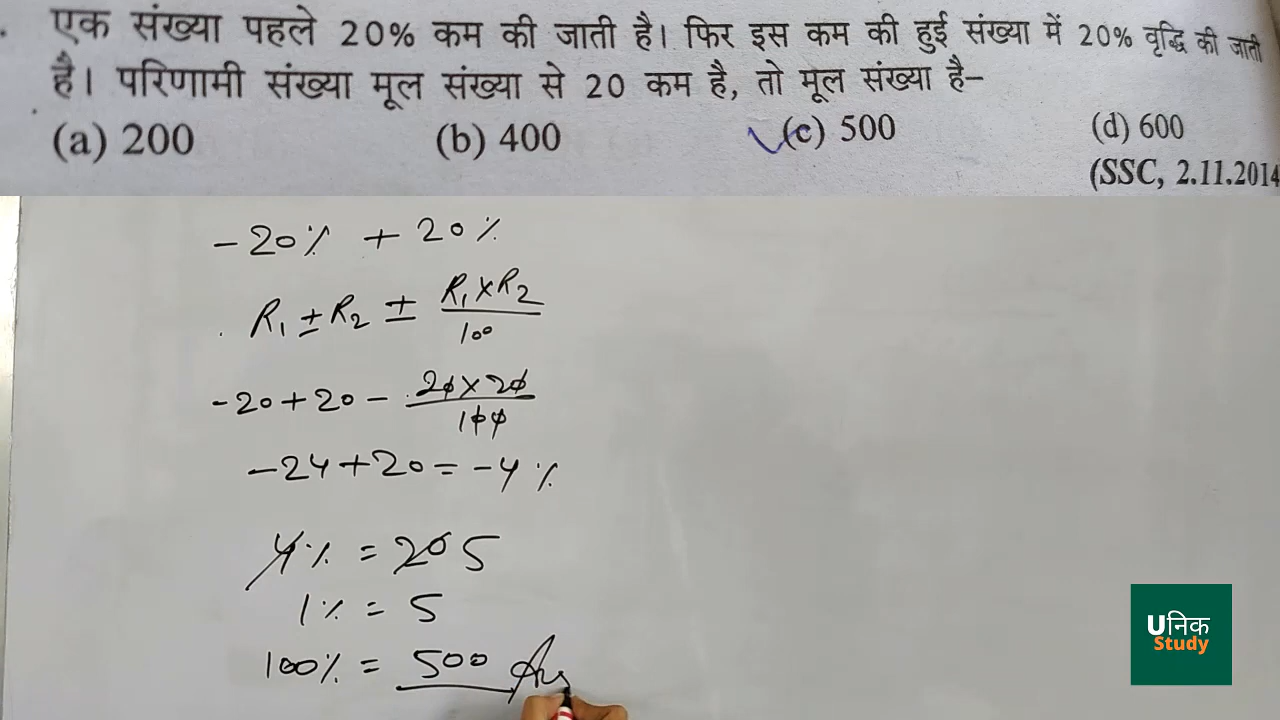 एक संख्या पहले 20% कम की जाती है। फिर इस कम की हुई संख्या में 20% वृद्धि की जाती
है। परिणामी संख्या मूल संख्या से 20 कम है, तो मूल संख्या है–
(a) 200 (b) 400 (c) 500 (d) 600
(SSC, 2.11.2014
-20% + 20%
R₁ ± R₂ ± R₁×R₂/100
-20+20- 20×20/100
-24+20=-4%
4% = 20 5
1% = 5
100% = 500 Ans
Uनिक
Study